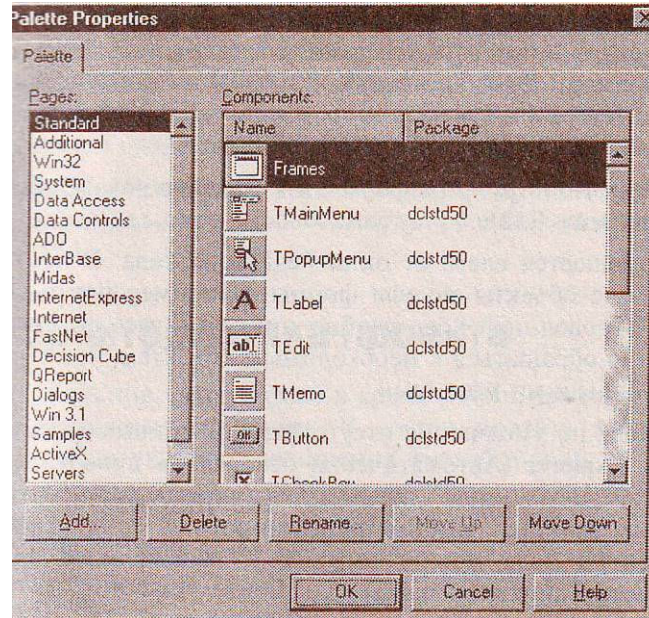 Palette Properties
Palette
Pages:
Standard
Additional
Win32
System
Data Access
Data Controls
ADO
InterBase
Midas
InternetExpress
Internet
FastNet
Decision Cube
QReport
Dialogs
Win 3.1
Samples
ActiveX
Servers
Components:
Name Package
Frames
TMainMenu dclstd50
TPopupMenu dclstd50
TLabel dclstd50
TEdit dclstd50
TMemo dclstd50
TButton dclstd50
TCheckBox dclstd50
Add... Delete Rename... Move Up Move Down
OK Cancel Help